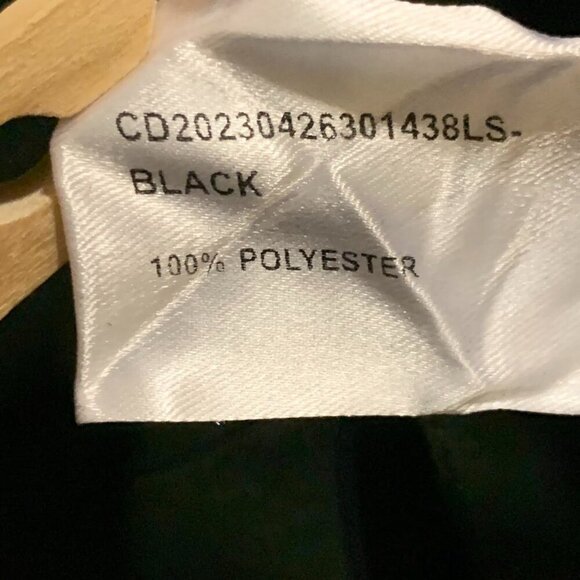 CD20230426301438LS-
BLACK
100% POLYESTER